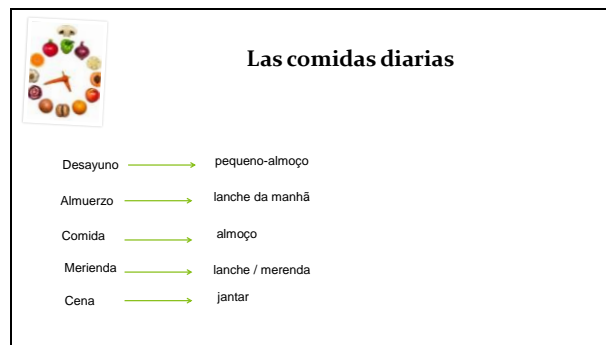 Las comidas diarias
Desayuno pequeno-almoço
Almuerzo lanche da manhã
Comida almoço
Merienda lanche / merenda
Cena jantar